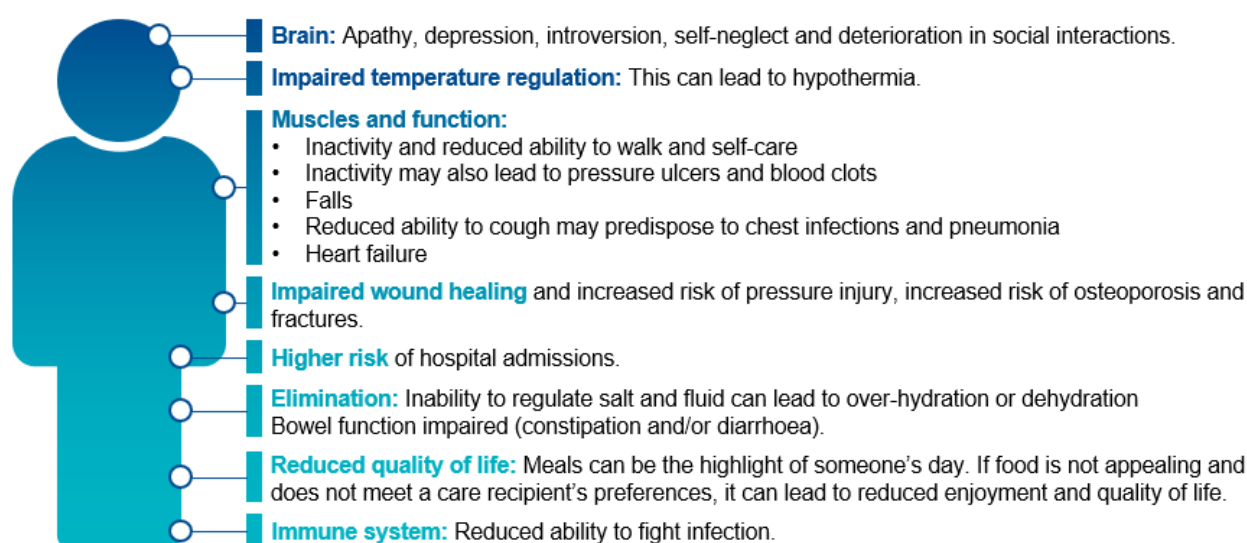 Brain: Apathy, depression, introversion, self-neglect and deterioration in social interactions.
Impaired temperature regulation: This can lead to hypothermia.
Muscles and function:
• Inactivity and reduced ability to walk and self-care
• Inactivity may also lead to pressure ulcers and blood clots
• Falls
• Reduced ability to cough may predispose to chest infections and pneumonia
• Heart failure
Impaired wound healing and increased risk of pressure injury, increased risk of osteoporosis and
fractures.
Higher risk of hospital admissions.
Elimination: Inability to regulate salt and fluid can lead to over-hydration or dehydration
Bowel function impaired (constipation and/or diarrhoea).
Reduced quality of life: Meals can be the highlight of someone’s day. If food is not appealing and
does not meet a care recipient’s preferences, it can lead to reduced enjoyment and quality of life.
Immune system: Reduced ability to fight infection.